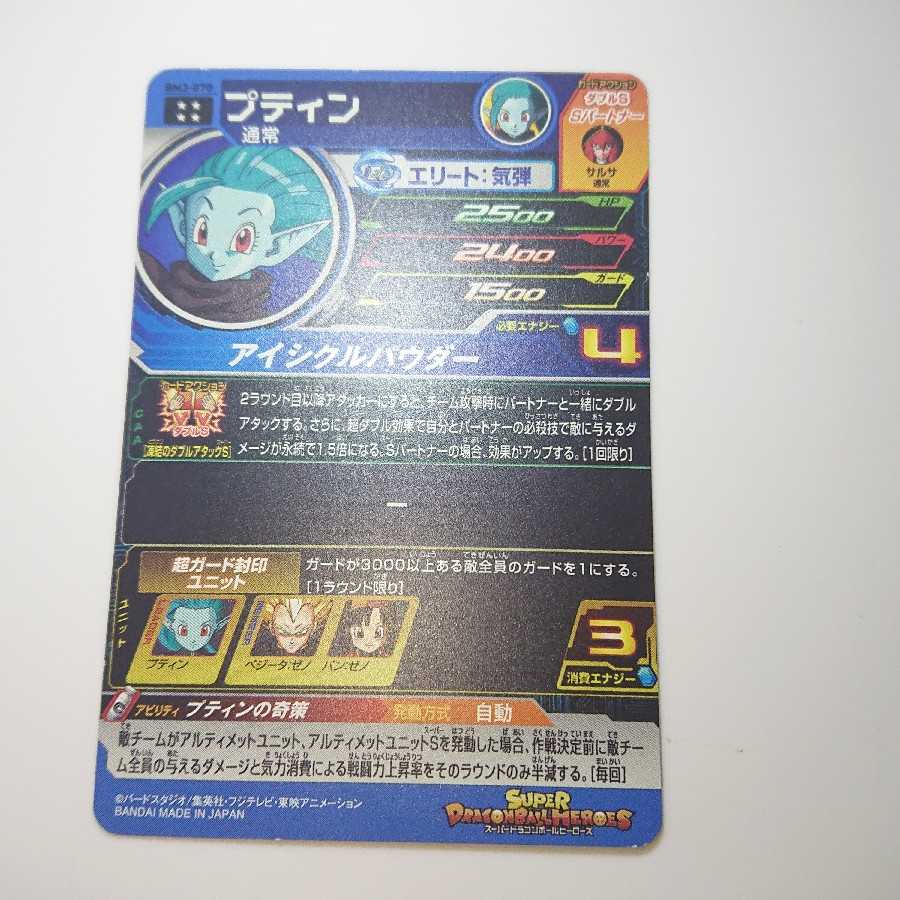 BM3-070
★★
★★
プティン
通常
カードアクション
ダブルS
Sパートナー
サルサ
通常
エリート:気弾
HP
2500
パワー
2400
ガード
1500
必要エナジー
4
アイシクルパウダー
カードアクション
ダブルS
[凍結のダブルアタックS]
CAA
2ラウンド目以降アタッカーにすると、チーム攻撃時にパートナーと一緒にダブル
アタックする。さらに、超ダブル効果で自分とパートナーの必殺技で敵に与えるダ
メージが永続で1.5倍になる。Sパートナーの場合、効果がアップする。[1回限り]
ー
ユニット
超ガード封印
ユニット
ガードが3000以上ある敵全員のガードを1にする。
[1ラウンド限り]
LEADER
プティン
MEMBER
ベジータ:ゼノ
パン:ゼノ
3
消費エナジー
アビリティ プティンの奇策
発動方式 自動
敵チームがアルティメットユニット、アルティメットユニットSを発動した場合、作戦決定前に敵チー
ム全員の与えるダメージと気力消費による戦闘力上昇率をそのラウンドのみ半減する。[毎回]
©バードスタジオ/集英社・フジテレビ・東映アニメーション
BANDAI MADE IN JAPAN
SUPER
DRAGONBALL HEROES
スーパードラゴンボールヒーローズ